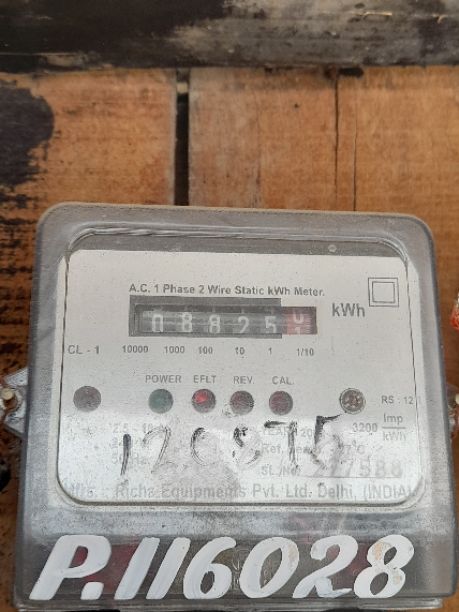 A.C. 1 Phase 2 Wire Static kWh Meter.
08825 kWh
CL - 1 10000 1000 100 10 1 1/10
POWER EFLT REV. CAL.
RS : 12
Imp
3200 kWh
120875
Richa Equipments Pvt. Ltd. Delhi, (INDIA)
P.116028